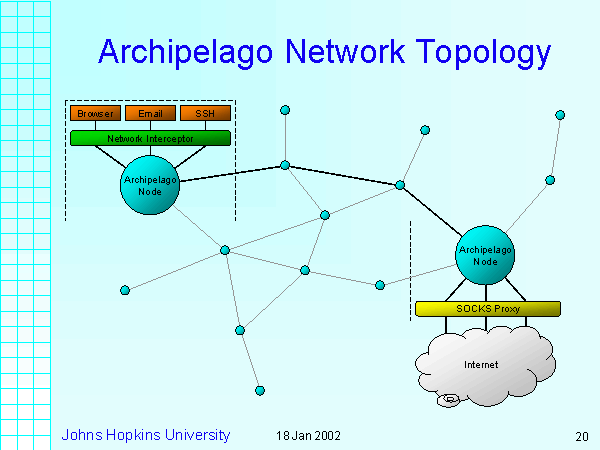 Archipelago Network Topology
Browser
Email
SSH
Network Interceptor
Archipelago
Node
Archipelago
Node
SOCKS Proxy
Internet
Johns Hopkins University
18 Jan 2002
20